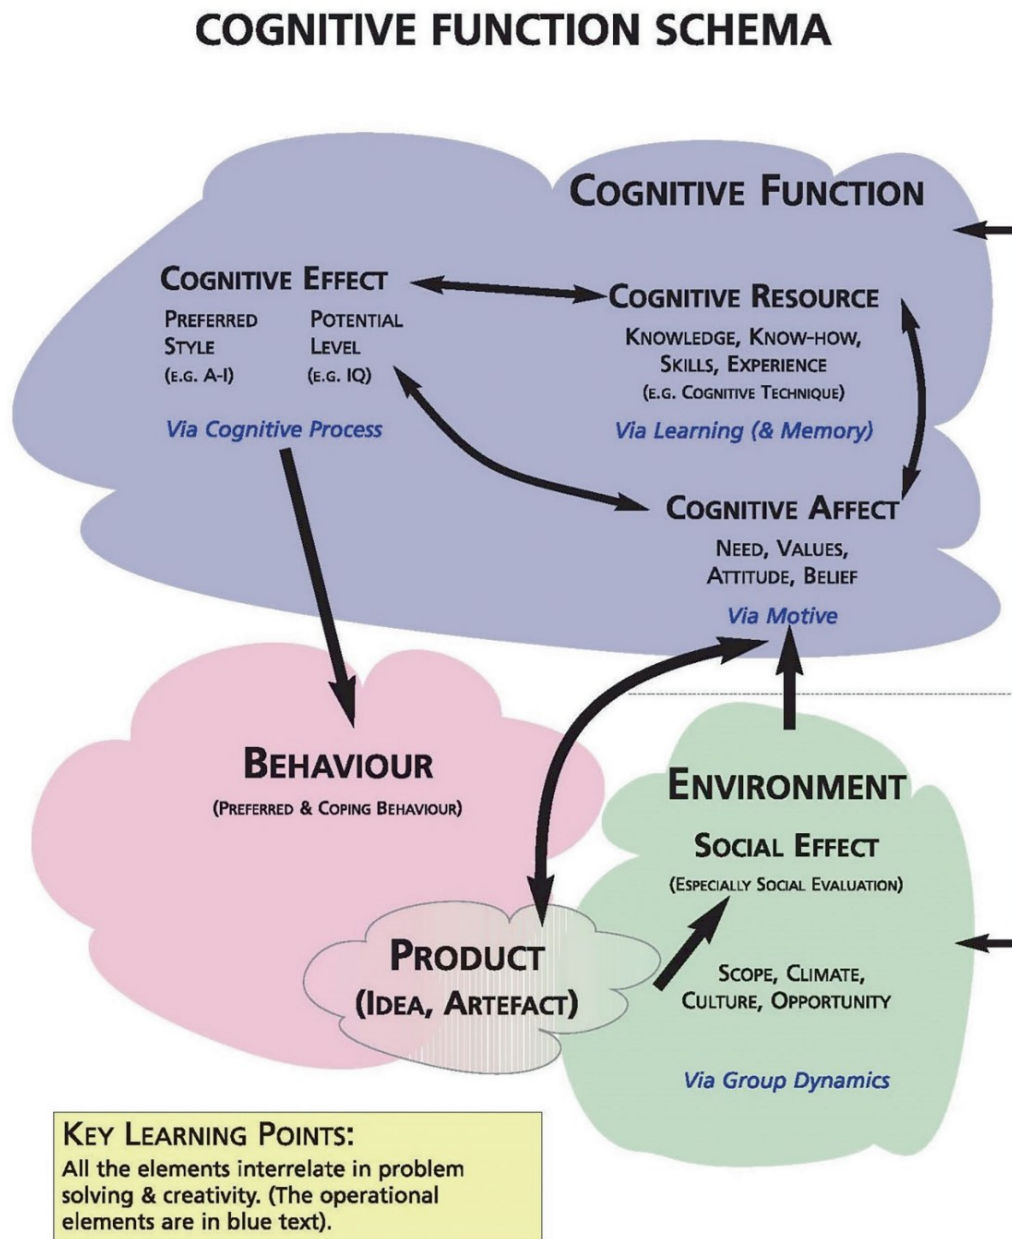 COGNITIVE FUNCTION SCHEMA
COGNITIVE FUNCTION
COGNITIVE EFFECT
PREFERRED
STYLE
(E.G. A-I)
POTENTIAL
LEVEL
(E.G. IQ)
Via Cognitive Process
COGNITIVE RESOURCE
KNOWLEDGE, KNOW-HOW,
SKILLS, EXPERIENCE
(E.G. COGNITIVE TECHNIQUE)
Via Learning (& Memory)
COGNITIVE AFFECT
NEED, VALUES,
ATTITUDE, BELIEF
Via Motive
BEHAVIOUR
(PREFERRED & COPING BEHAVIOUR)
ENVIRONMENT
SOCIAL EFFECT
(ESPECIALLY SOCIAL EVALUATION)
PRODUCT
(IDEA, ARTEFACT)
SCOPE, CLIMATE,
CULTURE, OPPORTUNITY
Via Group Dynamics
KEY LEARNING POINTS:
All the elements interrelate in problem
solving & creativity. (The operational
elements are in blue text).